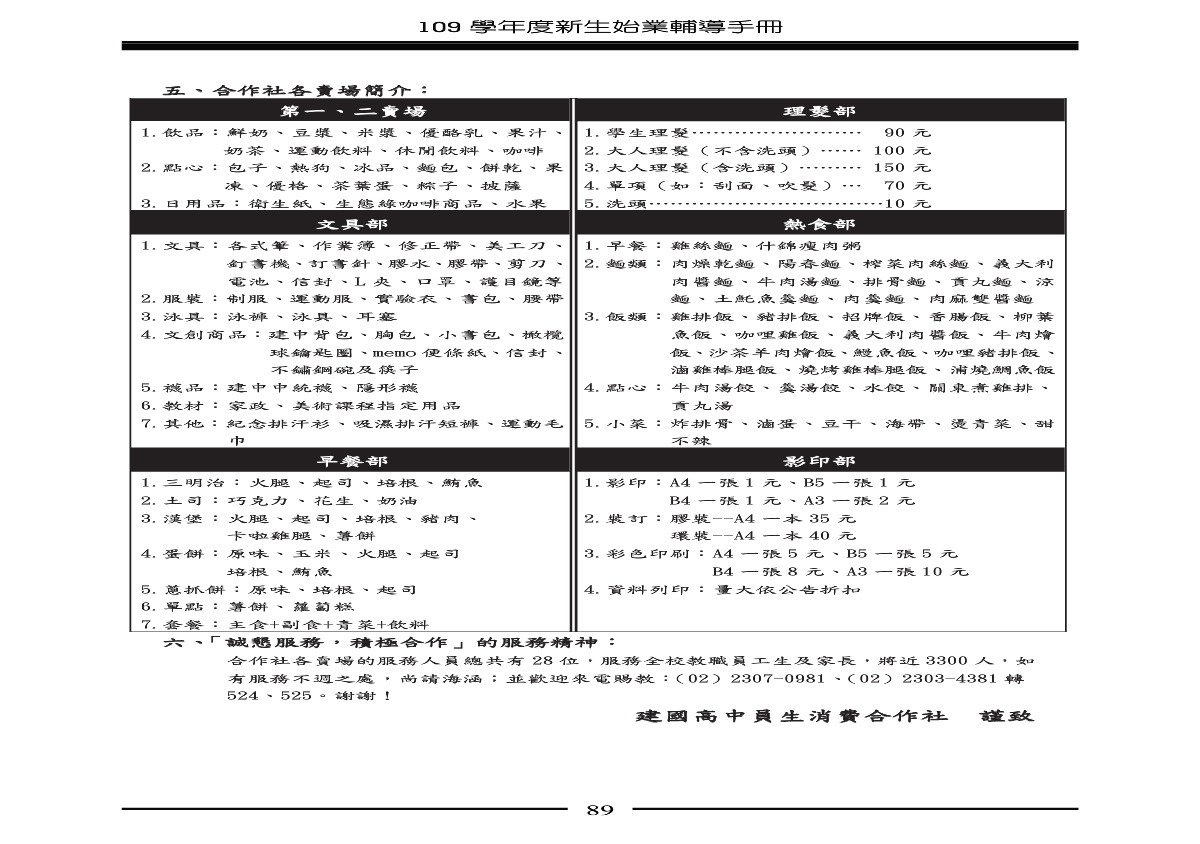 109 學年度新生始業輔導手冊
五、合作社各賣場簡介：
第一、二賣場
1. 飲品：鮮奶、豆漿、米漿、優酪乳、果汁、
奶茶、運動飲料、休閒飲料、咖啡
2. 點心：包子、熱狗、冰品、麵包、餅乾、果
凍、優格、茶葉蛋、粽子、披薩
3. 日用品：衛生紙、生態綠咖啡商品、水果
理髮部
1. 學生理髮…………………… 90 元
2. 大人理髮（不含洗頭）…… 100 元
3. 大人理髮（含洗頭）……… 150 元
4. 單項（如：刮面、吹髮）… 70 元
5. 洗頭……………………………10 元
文具部
1. 文具：各式筆、作業簿、修正帶、美工刀、
釘書機、訂書針、膠水、膠帶、剪刀、
電池、信封、L 夾、口罩、護目鏡等
2. 服裝：制服、運動服、實驗衣、書包、腰帶
3. 泳具：泳褲、泳具、耳塞
4. 文創商品：建中背包、胸包、小書包、橄欖
球鑰匙圈、memo 便條紙、信封、
不鏽鋼碗及筷子
5. 襪品：建中中統襪、隱形襪
6. 教材：家政、美術課程指定用品
7. 其他：紀念排汗衫、吸濕排汗短褲、運動毛
巾
熱食部
1. 早餐：雞絲麵、什錦瘦肉粥
2. 麵類：肉燥乾麵、陽春麵、榨菜肉絲麵、義大利
肉醬麵、牛肉湯麵、排骨麵、貢丸麵、涼
麵、土魠魚羹麵、肉羹麵、肉麻雙醬麵
3. 飯類：雞排飯、豬排飯、招牌飯、香腸飯、柳葉
魚飯、咖哩雞飯、義大利肉醬飯、牛肉燴
飯、沙茶羊肉燴飯、鰻魚飯、咖哩豬排飯、
滷雞棒腿飯、燒烤雞棒腿飯、蒲燒鯛魚飯
4. 點心：牛肉湯餃、羹湯餃、水餃、關東煮雞排、
貢丸湯
5. 小菜：炸排骨、滷蛋、豆干、海帶、燙青菜、甜
不辣
早餐部
1. 三明治：火腿、起司、培根、鮪魚
2. 土司：巧克力、花生、奶油
3. 漢堡：火腿、起司、培根、豬肉、
卡啦雞腿、薯餅
4. 蛋餅：原味、玉米、火腿、起司
培根、鮪魚
5. 蔥抓餅：原味、培根、起司
6. 單點：薯餅、蘿蔔糕
7. 套餐：主食+副食+青菜+飲料
影印部
1. 影印：A4 一張 1 元、B5 一張 1 元
B4 一張 1 元、A3 一張 2 元
2. 裝訂：膠裝--A4 一本 35 元
環裝--A4 一本 40 元
3. 彩色印刷：A4 一張 5 元、B5 一張 5 元
B4 一張 8 元、A3 一張 10 元
4. 資料列印：量大依公告折扣
六、「誠懇服務，積極合作」的服務精神：
合作社各賣場的服務人員總共有 28 位，服務全校教職員工生及家長，將近 3300 人，如
有服務不週之處，尚請海涵；並歡迎來電賜教：（02）2307-0981、（02）2303-4381 轉
524、525。謝謝！
建國高中員生消費合作社 謹致
89